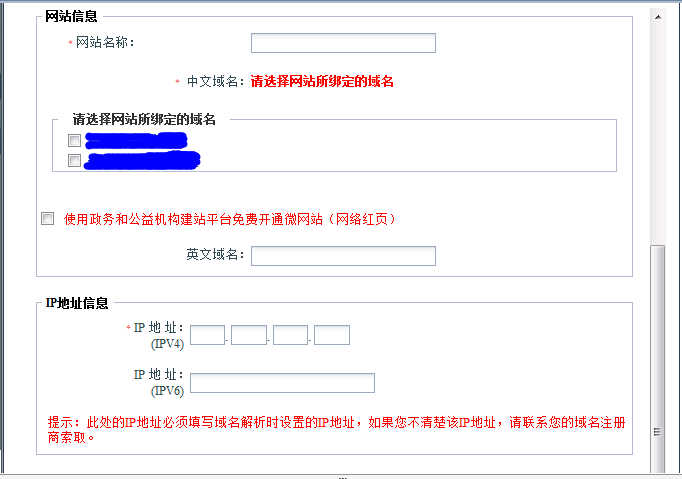 网站信息
* 网站名称：
* 中文域名：请选择网站所绑定的域名
请选择网站所绑定的域名
使用政务和公益机构建站平台免费开通微网站（网络红页）
英文域名：
IP地址信息
* IP 地 址：
(IPV4)
. . .
IP 地 址：
(IPV6)
提示：此处的IP地址必须填写域名解析时设置的IP地址，如果您不清楚该IP地址，请联系您的域名注册
商索取。